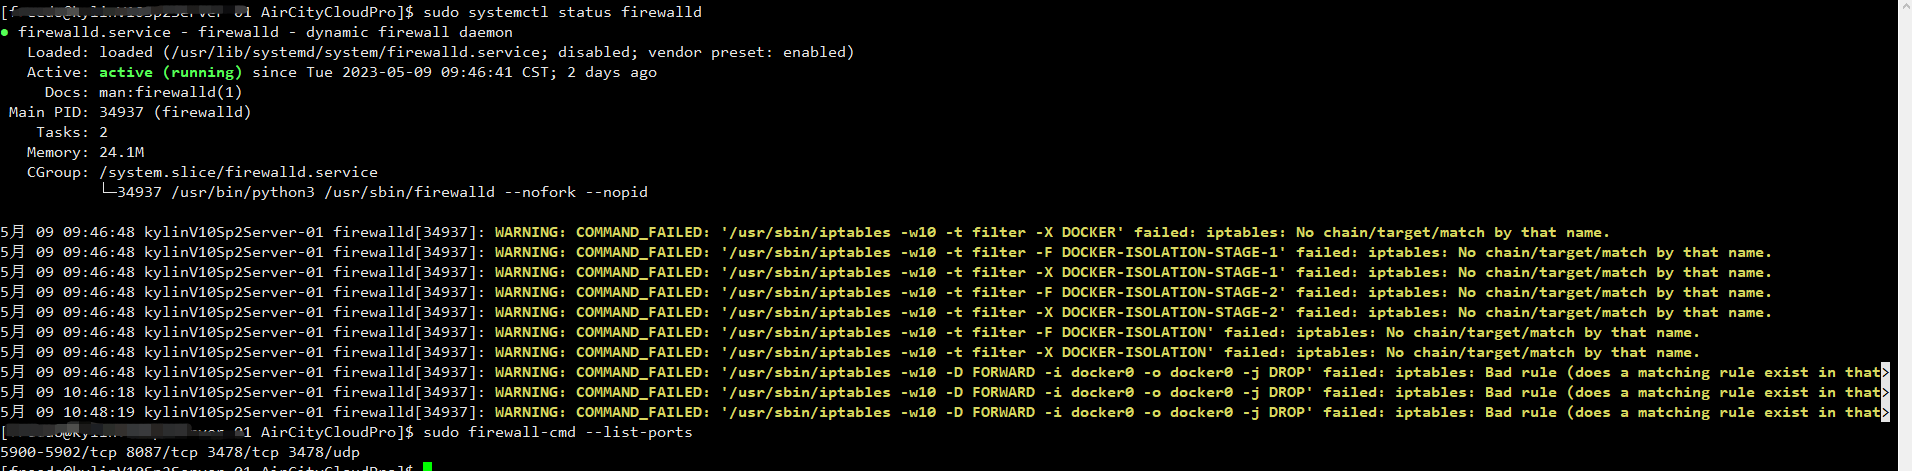 AirCityCloudPro]$ sudo systemctl status firewalld
● firewalld.service - firewalld - dynamic firewall daemon
Loaded: loaded (/usr/lib/systemd/system/firewalld.service; disabled; vendor preset: enabled)
Active: active (running) since Tue 2023-05-09 09:46:41 CST; 2 days ago
Docs: man:firewalld(1)
Main PID: 34937 (firewalld)
Tasks: 2
Memory: 24.1M
CGroup: /system.slice/firewalld.service
└─34937 /usr/bin/python3 /usr/sbin/firewalld --nofork --nopid
5月 09 09:46:48 kylinV10Sp2Server-01 firewalld[34937]: WARNING: COMMAND_FAILED: '/usr/sbin/iptables -w10 -t filter -X DOCKER' failed: iptables: No chain/target/match by that name.
5月 09 09:46:48 kylinV10Sp2Server-01 firewalld[34937]: WARNING: COMMAND_FAILED: '/usr/sbin/iptables -w10 -t filter -F DOCKER-ISOLATION-STAGE-1' failed: iptables: No chain/target/match by that name.
5月 09 09:46:48 kylinV10Sp2Server-01 firewalld[34937]: WARNING: COMMAND_FAILED: '/usr/sbin/iptables -w10 -t filter -X DOCKER-ISOLATION-STAGE-1' failed: iptables: No chain/target/match by that name.
5月 09 09:46:48 kylinV10Sp2Server-01 firewalld[34937]: WARNING: COMMAND_FAILED: '/usr/sbin/iptables -w10 -t filter -F DOCKER-ISOLATION-STAGE-2' failed: iptables: No chain/target/match by that name.
5月 09 09:46:48 kylinV10Sp2Server-01 firewalld[34937]: WARNING: COMMAND_FAILED: '/usr/sbin/iptables -w10 -t filter -X DOCKER-ISOLATION-STAGE-2' failed: iptables: No chain/target/match by that name.
5月 09 09:46:48 kylinV10Sp2Server-01 firewalld[34937]: WARNING: COMMAND_FAILED: '/usr/sbin/iptables -w10 -t filter -F DOCKER-ISOLATION' failed: iptables: No chain/target/match by that name.
5月 09 09:46:48 kylinV10Sp2Server-01 firewalld[34937]: WARNING: COMMAND_FAILED: '/usr/sbin/iptables -w10 -t filter -X DOCKER-ISOLATION' failed: iptables: No chain/target/match by that name.
5月 09 09:46:48 kylinV10Sp2Server-01 firewalld[34937]: WARNING: COMMAND_FAILED: '/usr/sbin/iptables -w10 -D FORWARD -i docker0 -o docker0 -j DROP' failed: iptables: Bad rule (does a matching rule exist in that>
5月 09 10:46:18 kylinV10Sp2Server-01 firewalld[34937]: WARNING: COMMAND_FAILED: '/usr/sbin/iptables -w10 -D FORWARD -i docker0 -o docker0 -j DROP' failed: iptables: Bad rule (does a matching rule exist in that>
5月 09 10:48:19 kylinV10Sp2Server-01 firewalld[34937]: WARNING: COMMAND_FAILED: '/usr/sbin/iptables -w10 -D FORWARD -i docker0 -o docker0 -j DROP' failed: iptables: Bad rule (does a matching rule exist in that>
AirCityCloudPro]$ sudo firewall-cmd --list-ports
5900-5902/tcp 8087/tcp 3478/tcp 3478/udp
AirCityCloudPro]$